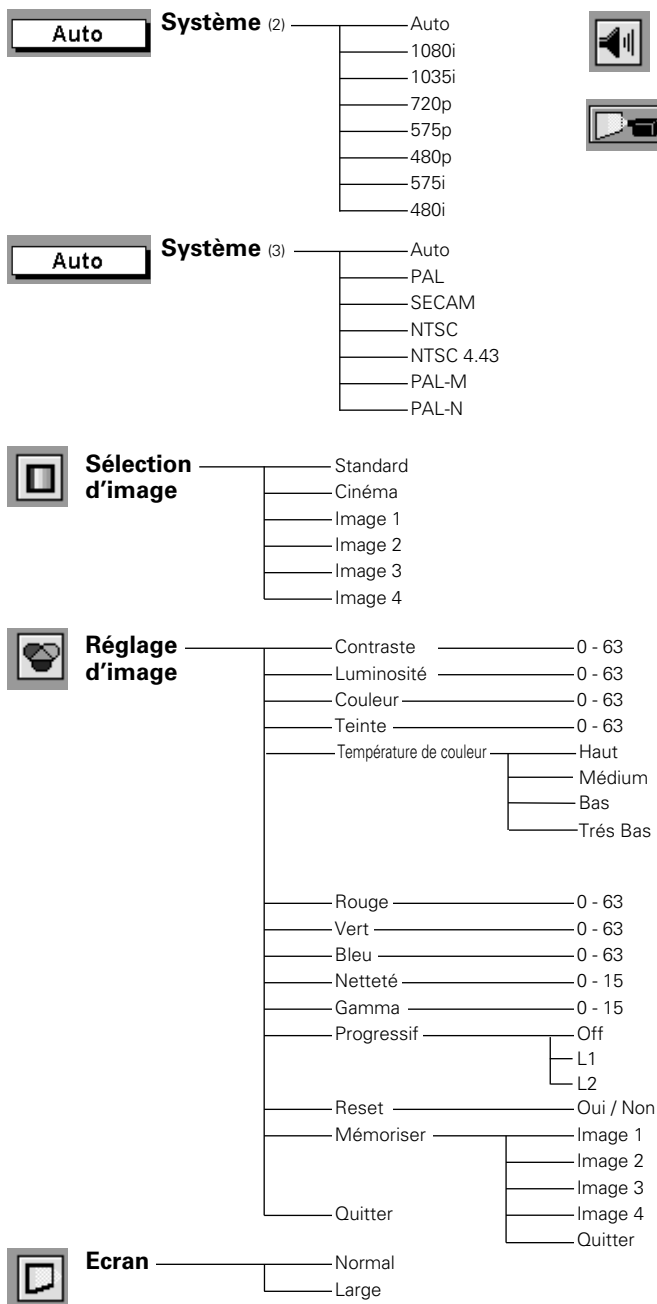 Auto
Système (2)
Auto
1080i
1035i
720p
575p
480p
575i
480i
Auto
Système (3)
Auto
PAL
SECAM
NTSC
NTSC 4.43
PAL-M
PAL-N
Sélection
d'image
Standard
Cinéma
Image 1
Image 2
Image 3
Image 4
Réglage
d'image
Contraste 0 - 63
Luminosité 0 - 63
Couleur 0 - 63
Teinte 0 - 63
Température de couleur Haut
Médium
Bas
Trés Bas
Rouge 0 - 63
Vert 0 - 63
Bleu 0 - 63
Netteté 0 - 15
Gamma 0 - 15
Progressif Off
L1
L2
Reset Oui / Non
Mémoriser Image 1
Image 2
Image 3
Quitter Image 4
Quitter
Ecran Normal
Large